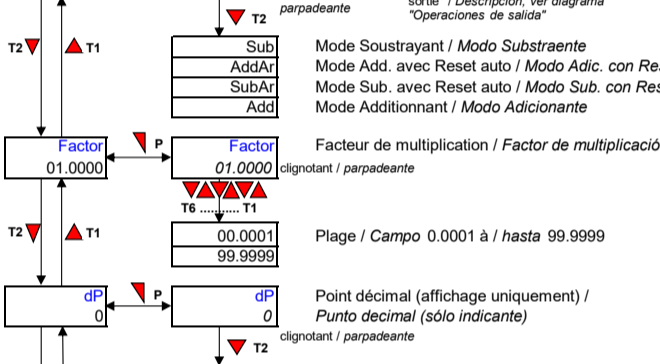 sortie" / Descripción, ver diagrama
parpadeante
"Operaciones de salida"
T2
T2 T1
Sub Mode Soustrayant / Modo Substraente
AddAr Mode Add. avec Reset auto / Modo Adic. con Res
SubAr Mode Sub. avec Reset auto / Modo Sub. con Res
Add Mode Additionnant / Modo Adicionante
Factor P Factor Facteur de multiplication / Factor de multiplicació
01.0000 01.0000 clignotant / parpadeante
T6 ........... T1
T2 T1
00.0001 Plage / Campo 0.0001 à / hasta 99.9999
99.9999
dP P dP Point décimal (affichage uniquement) /
0 0 Punto decimal (sólo indicante)
clignotant / parpadeante
T2